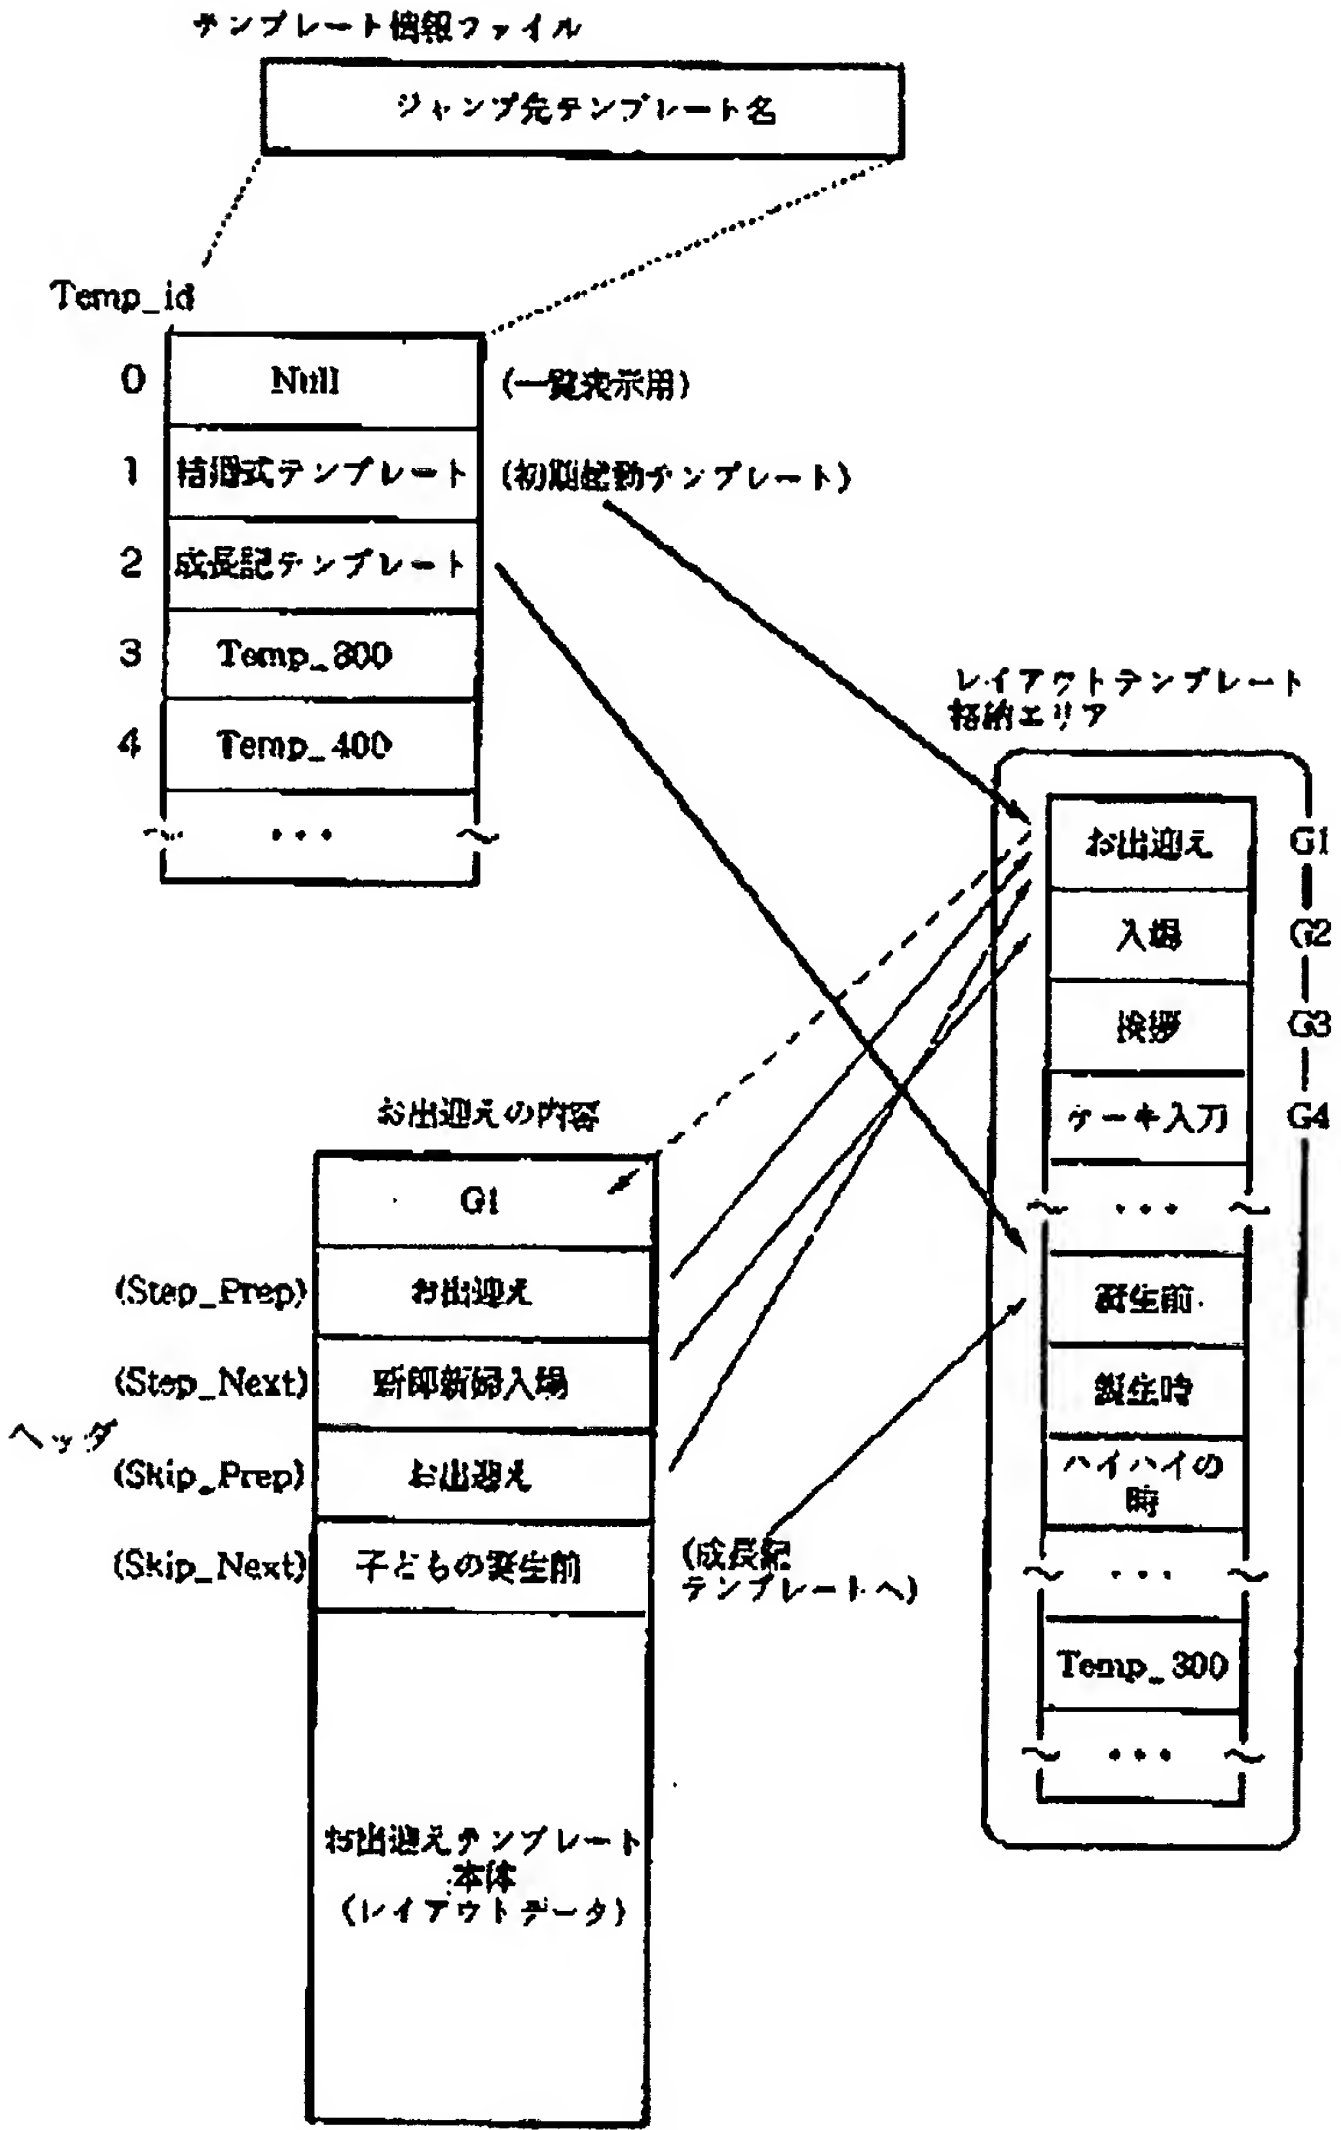 テンプレート情報ファイル
ジャンプ先テンプレート名
Temp_id
0 Null (一覧表示用)
1 結婚式テンプレート (初期起動テンプレート)
2 成長記テンプレート
3 Temp_300
4 Temp_400
・・・
レイアウトテンプレート
格納エリア
お出迎え G1
入場 G2
挨拶 G3
ケーキ入刀 G4
・・・
誕生前
誕生時
ハイハイの
時
・・・
Temp_300
・・・
お出迎えの内容
G1
(Step_Prep) お出迎え
(Step_Next) 新郎新婦入場
ヘッダ
(Skip_Prep) お出迎え
(Skip_Next) 子どもの誕生前
(成長記
テンプレートへ)
お出迎えテンプレート
本体
(レイアウトデータ)